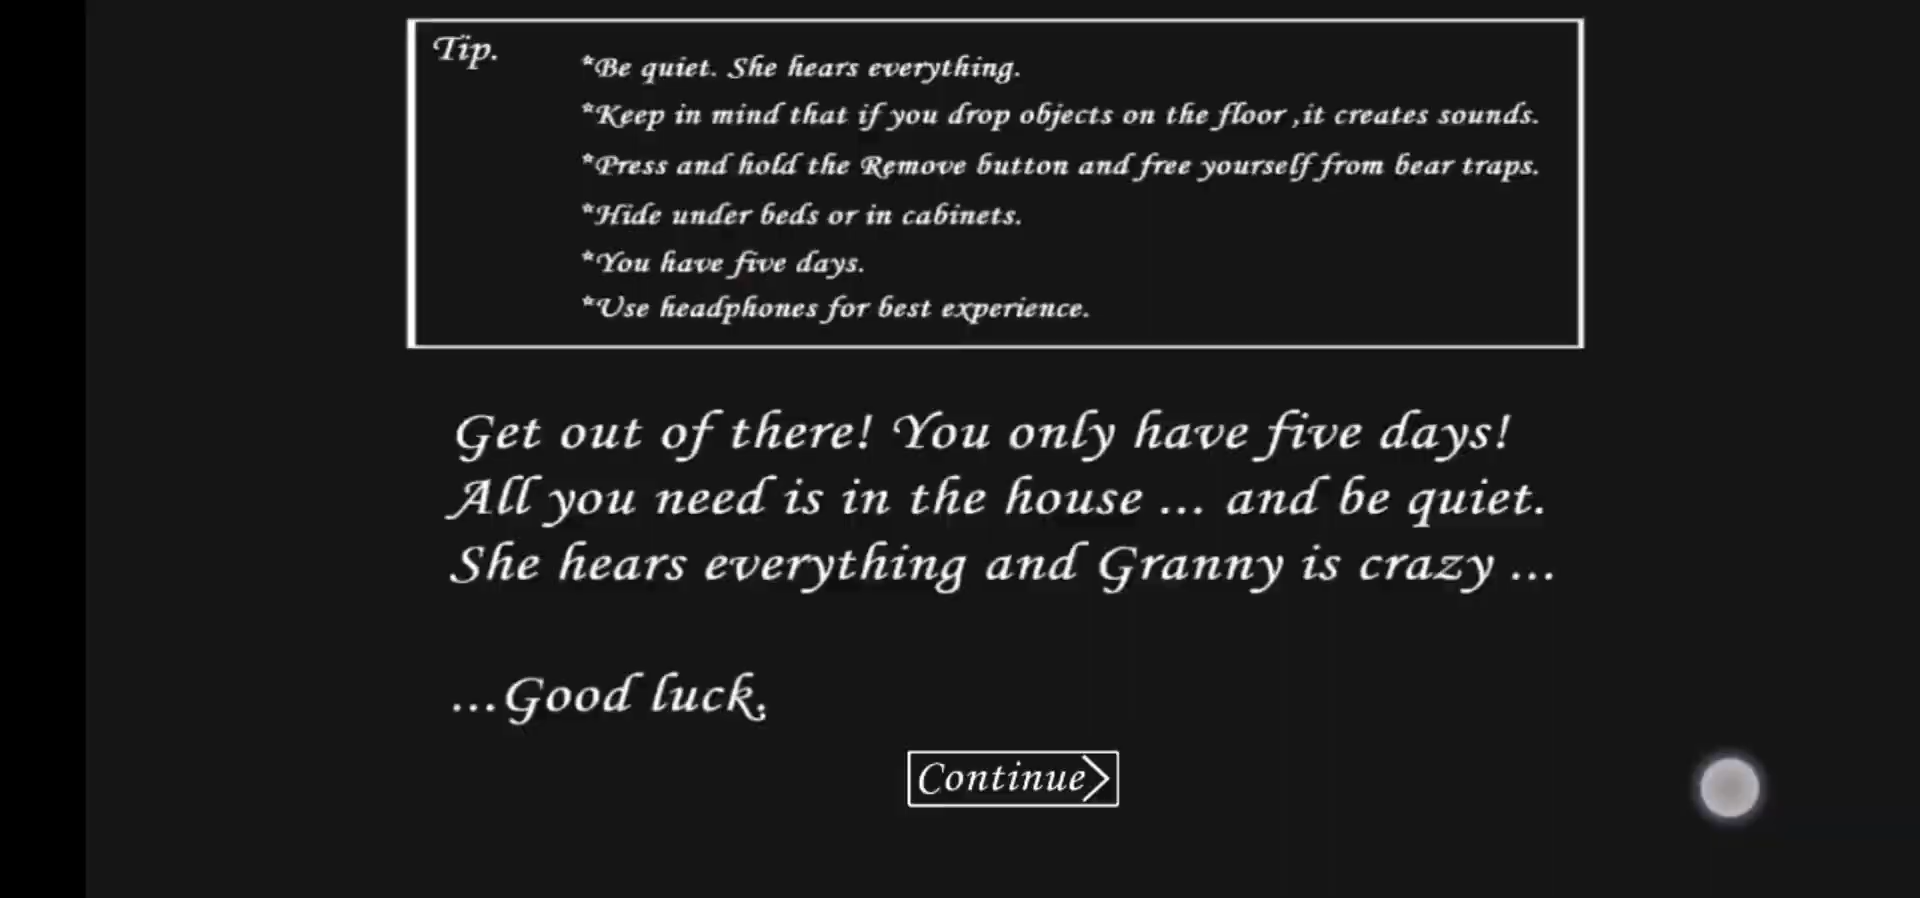 Tip.
*Be quiet. She hears everything.
*Keep in mind that if you drop objects on the floor ,it creates sounds.
*Press and hold the Remove button and free yourself from bear traps.
*Hide under beds or in cabinets.
*You have five days.
*Use headphones for best experience.
Get out of there! You only have five days!
All you need is in the house ... and be quiet.
She hears everything and Granny is crazy ...
...Good luck.
Continue>